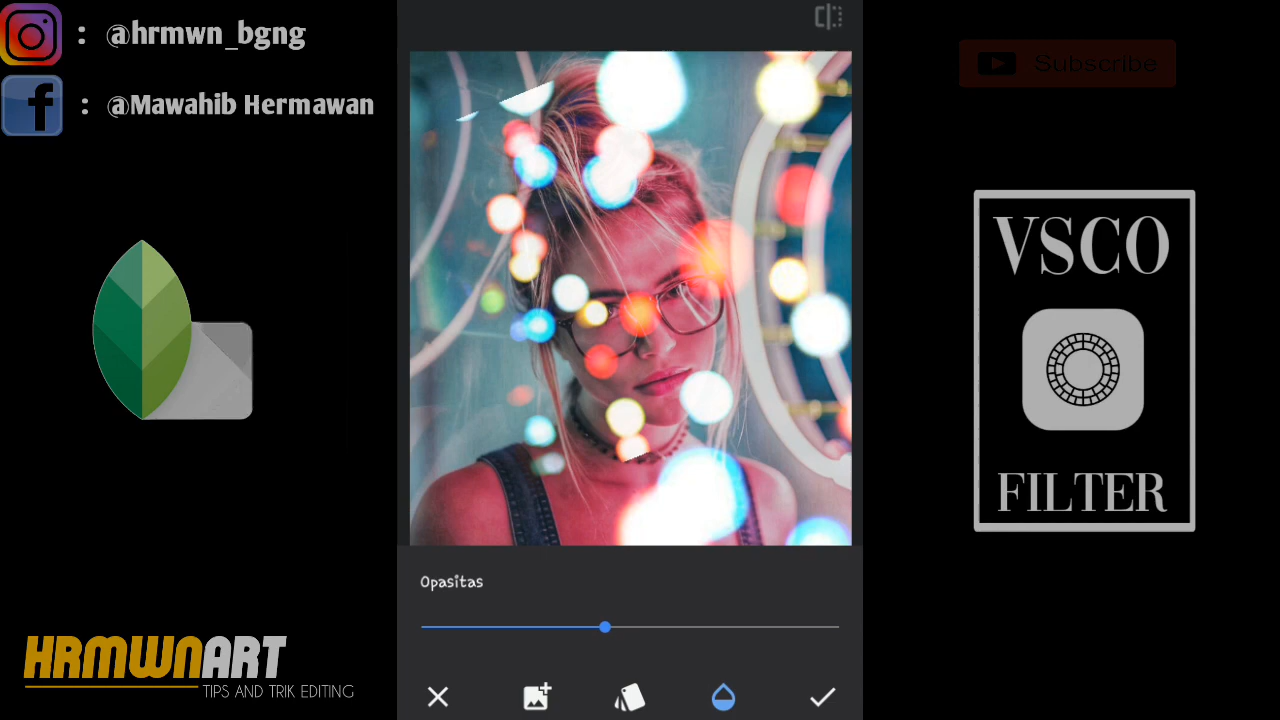 : @hrmwn_bgng
: @Mawahib Hermawan
Subscribe
VSCO
FILTER
Opasitas
HRMWNART
TIPS AND TRIK EDITING